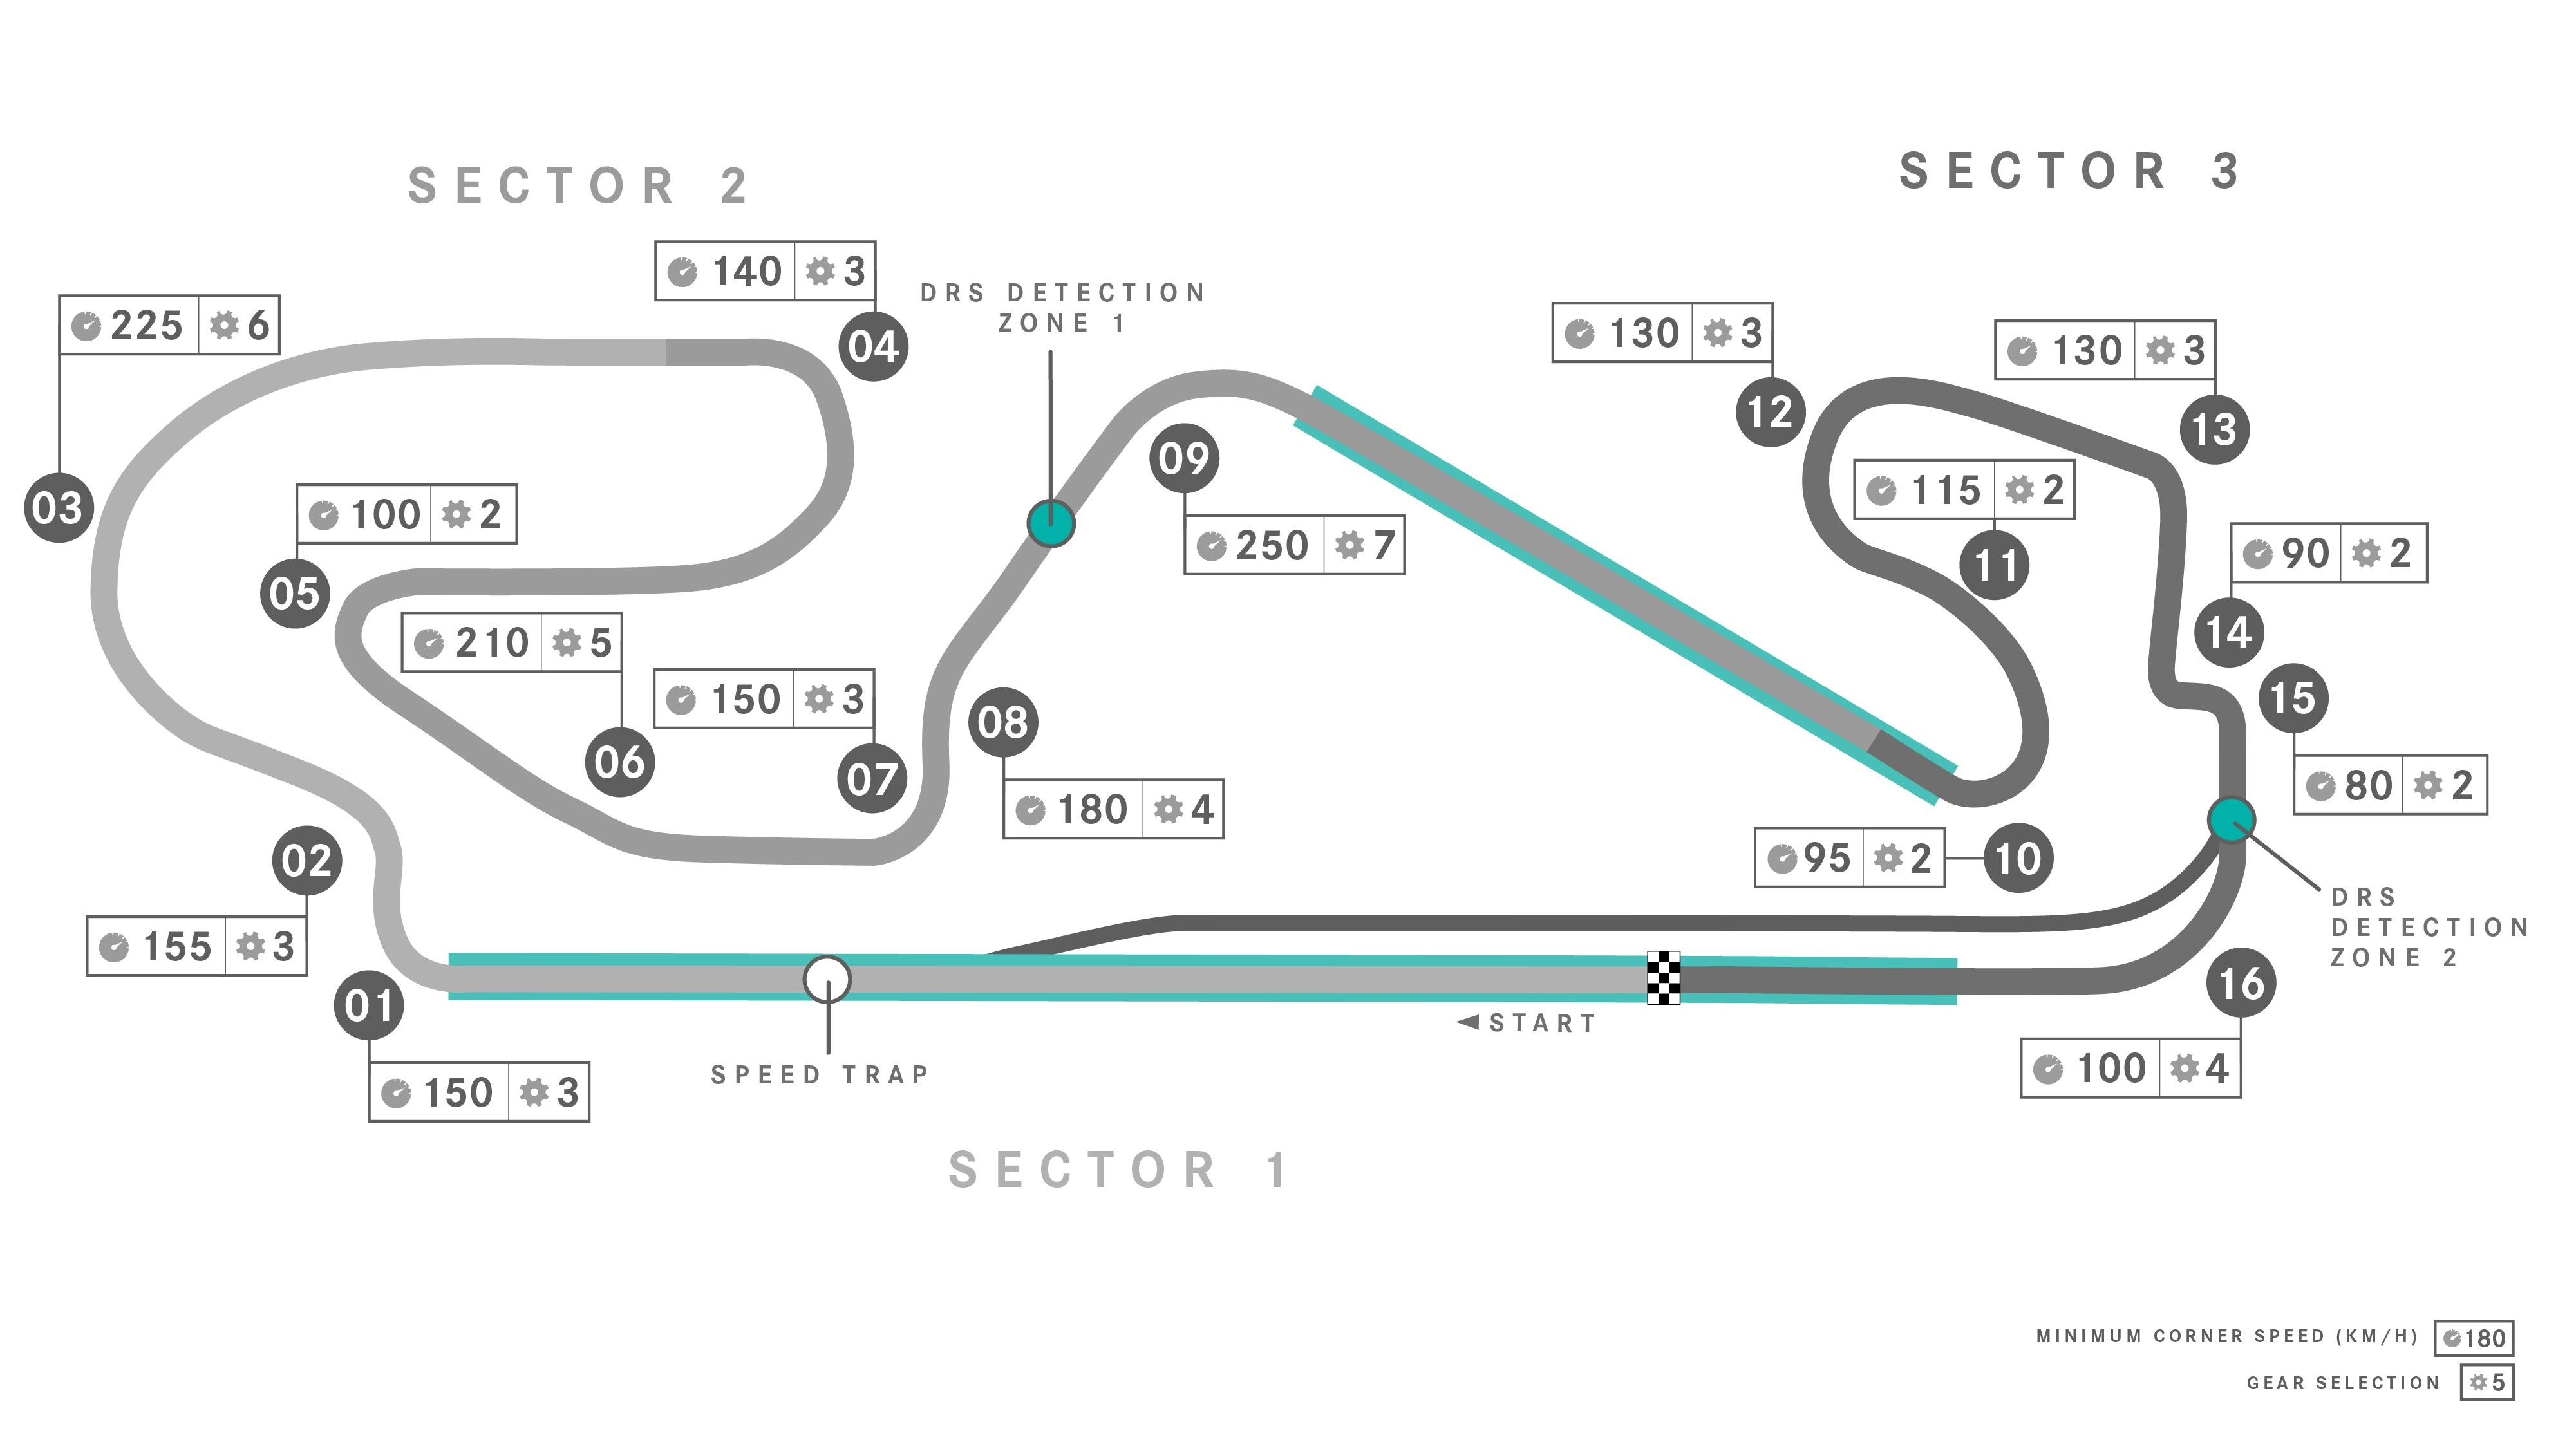 SECTOR 2
SECTOR 3
140 3
DRS DETECTION
ZONE 1
225 6
04
130 3
130 3
12
13
09
115 2
03
100 2
250 7
90 2
11
05
210 5
14
150 3
08
15
06
07
180 4
80 2
02
95 2
10
DRS
DETECTION
ZONE 2
155 3
01
16
START
SPEED TRAP
100 4
150 3
SECTOR 1
MINIMUM CORNER SPEED (KM/H) 180
GEAR SELECTION 5